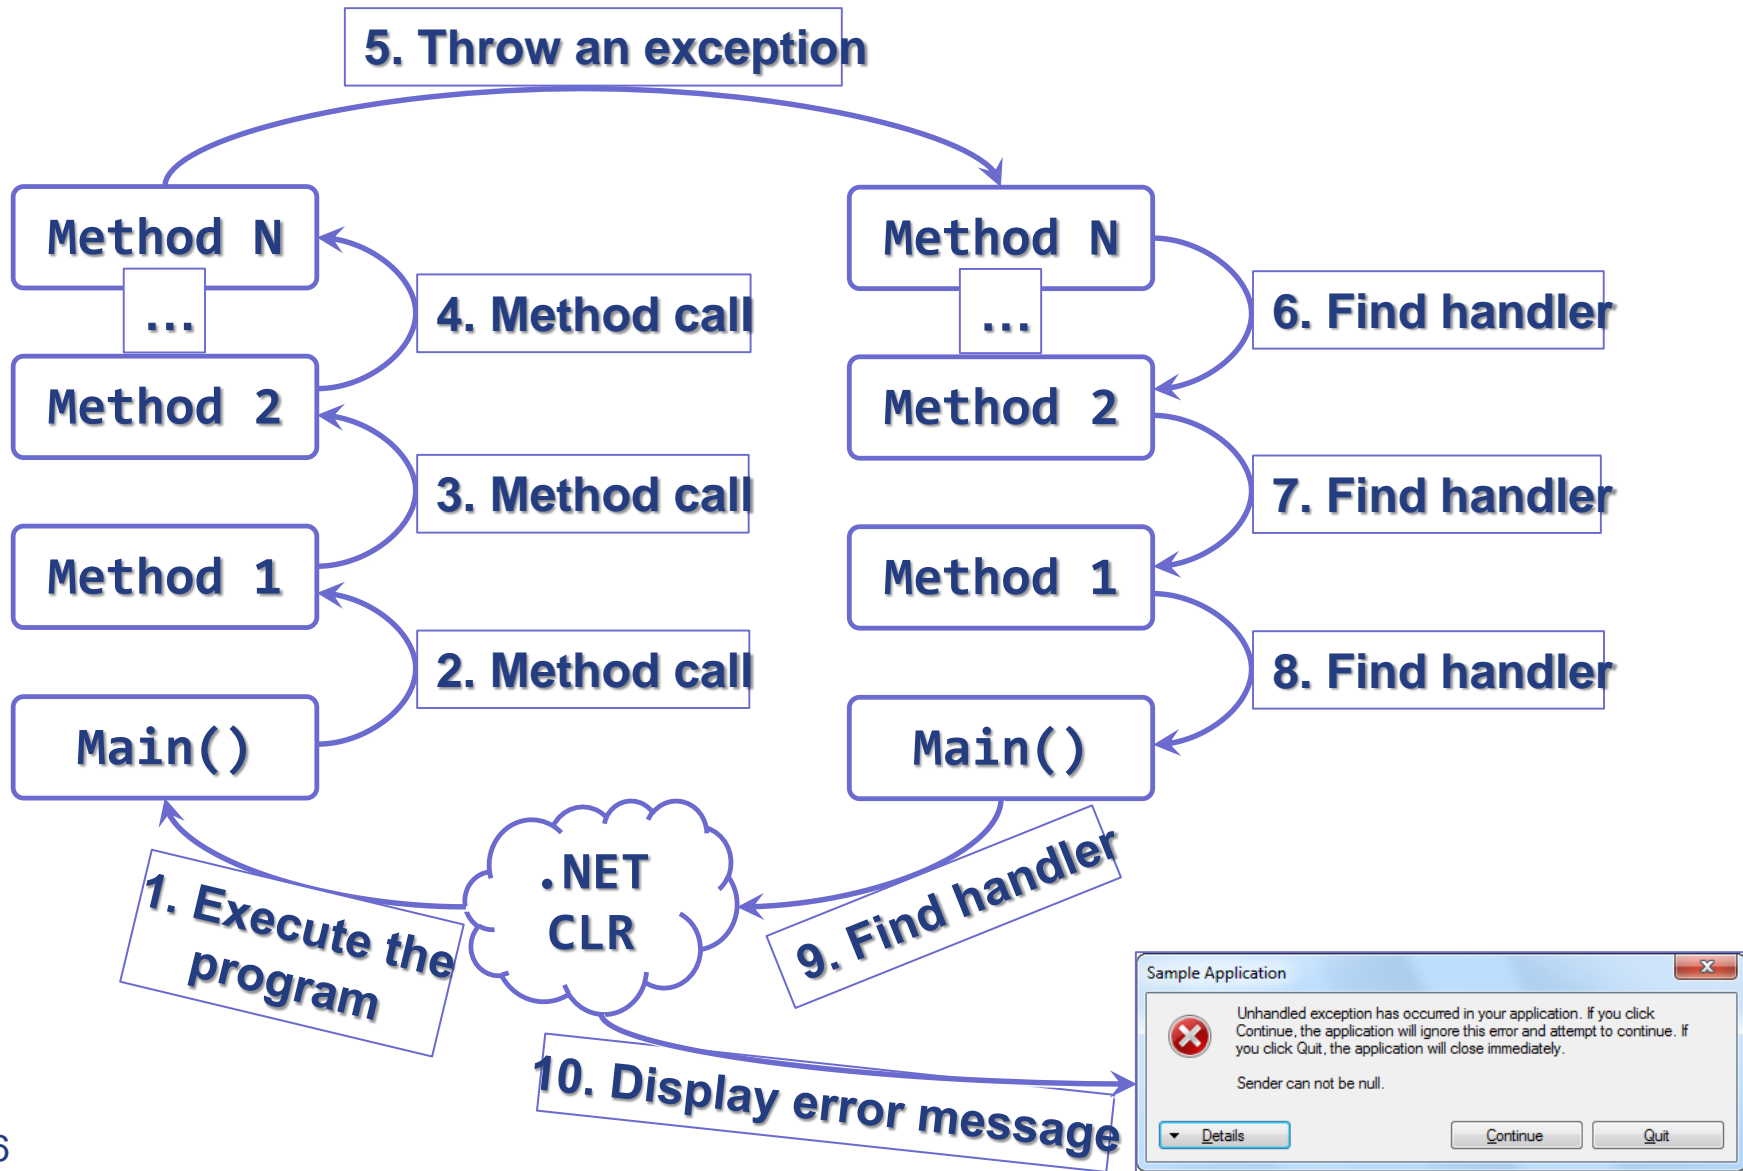 5. Throw an exception
Method N
...
4. Method call
Method 2
3. Method call
Method 1
2. Method call
Main()
Method N
...
6. Find handler
Method 2
7. Find handler
Method 1
8. Find handler
Main()
.NET
CLR
1. Execute the
program
9. Find handler
10. Display error message
Sample Application
Unhandled exception has occurred in your application. If you click
Continue, the application will ignore this error and attempt to continue. If
you click Quit, the application will close immediately.
Sender can not be null.
Details
Continue
Quit
6